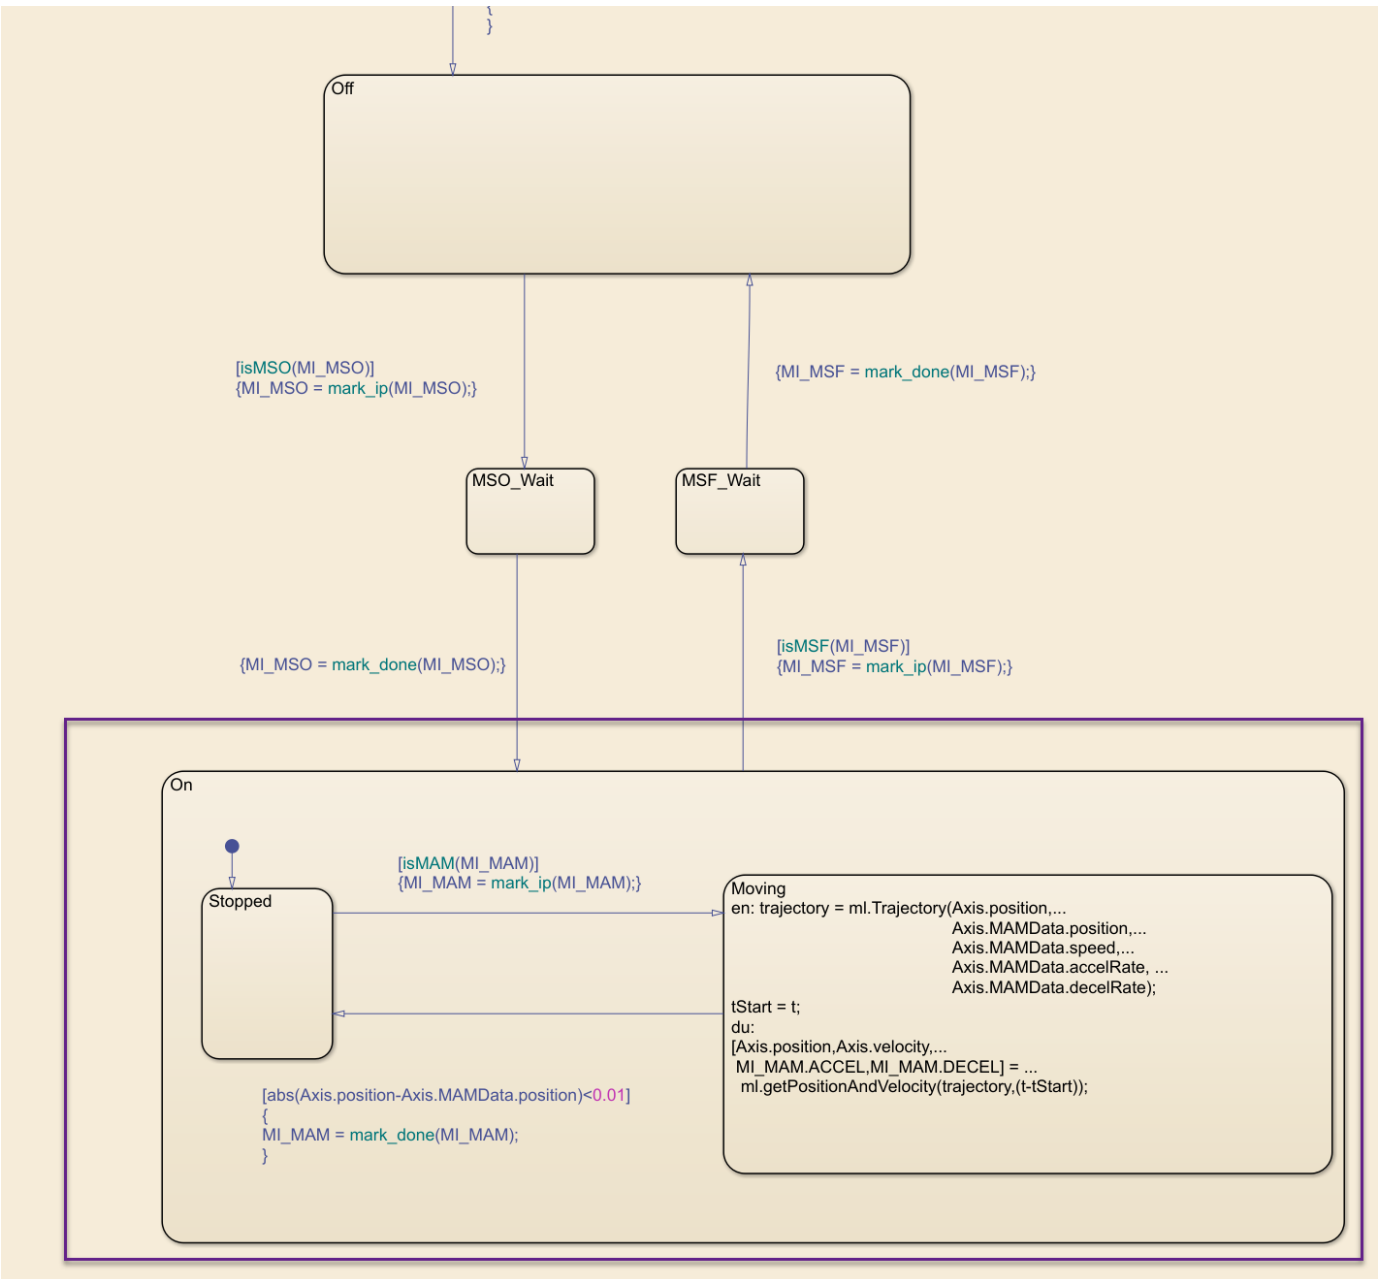 {
}
Off
[isMSO(MI_MSO)]
{MI_MSO = mark_ip(MI_MSO);}
{MI_MSF = mark_done(MI_MSF);}
MSO_Wait
MSF_Wait
{MI_MSO = mark_done(MI_MSO);}
[isMSF(MI_MSF)]
{MI_MSF = mark_ip(MI_MSF);}
On
[isMAM(MI_MAM)]
{MI_MAM = mark_ip(MI_MAM);}
Stopped
Moving
en: trajectory = ml.Trajectory(Axis.position,...
Axis.MAMData.position,...
Axis.MAMData.speed,...
Axis.MAMData.accelRate, ...
Axis.MAMData.decelRate);
tStart = t;
du:
[Axis.position,Axis.velocity,...
MI_MAM.ACCEL,MI_MAM.DECEL] = ...
ml.getPositionAndVelocity(trajectory,(t-tStart));
[abs(Axis.position-Axis.MAMData.position)<0.01]
{
MI_MAM = mark_done(MI_MAM);
}